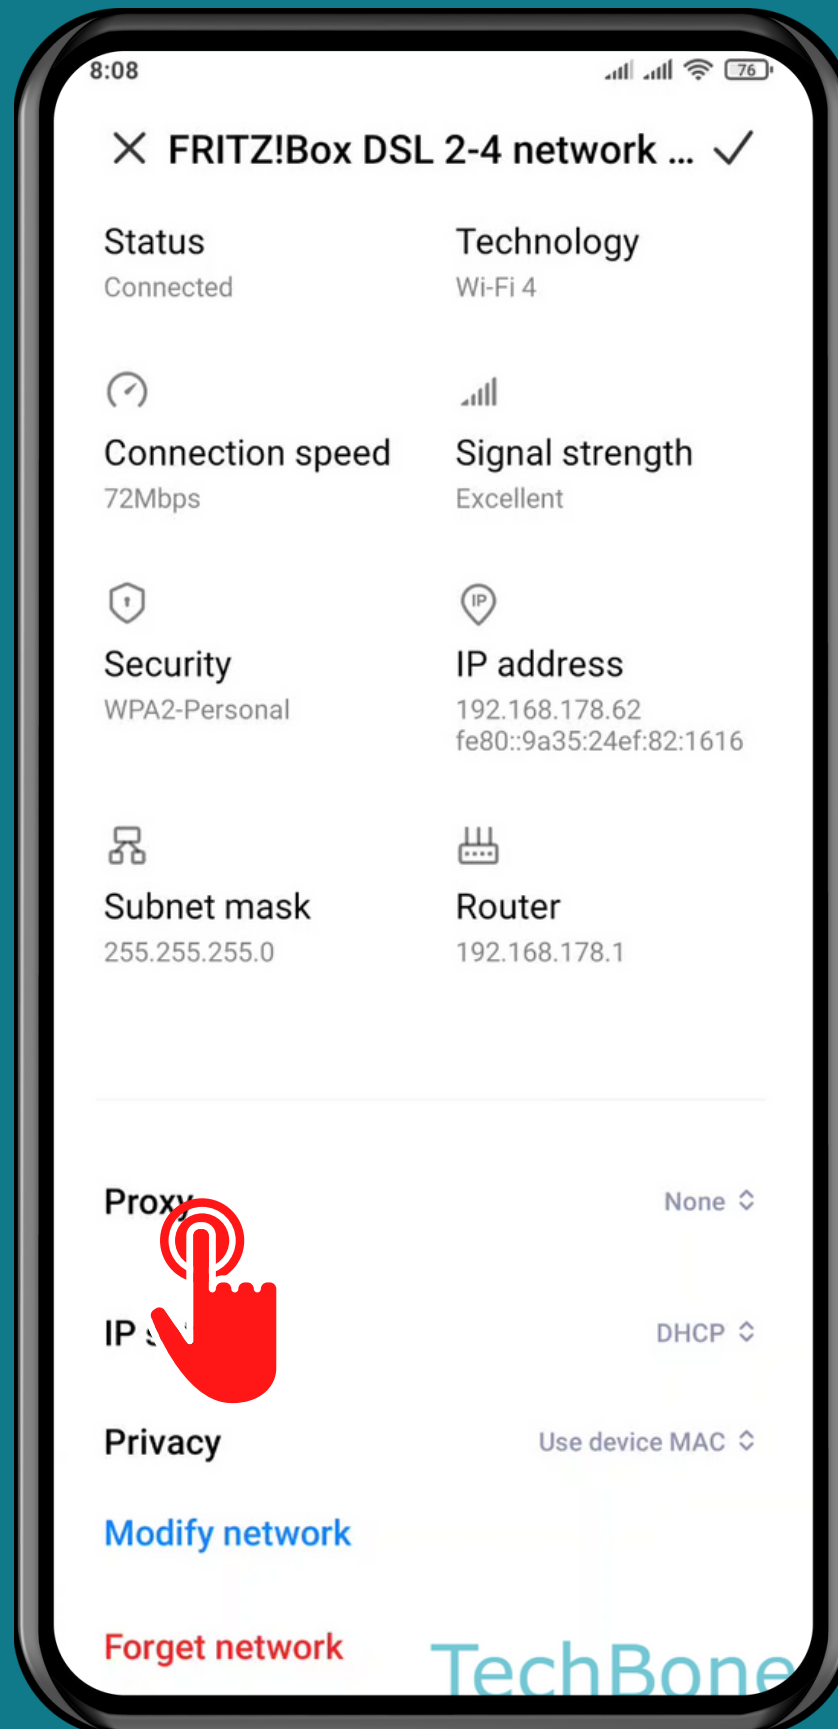 8:08
76
FRITZ!Box DSL 2-4 network ...
Status
Connected
Technology
Wi-Fi 4
Connection speed
72Mbps
Signal strength
Excellent
Security
WPA2-Personal
IP
IP address
192.168.178.62
fe80::9a35:24ef:82:1616
Subnet mask
255.255.255.0
Router
192.168.178.1
Proxy
None
IP
DHCP
Privacy
Use device MAC
Modify network
Forget network
TechBone